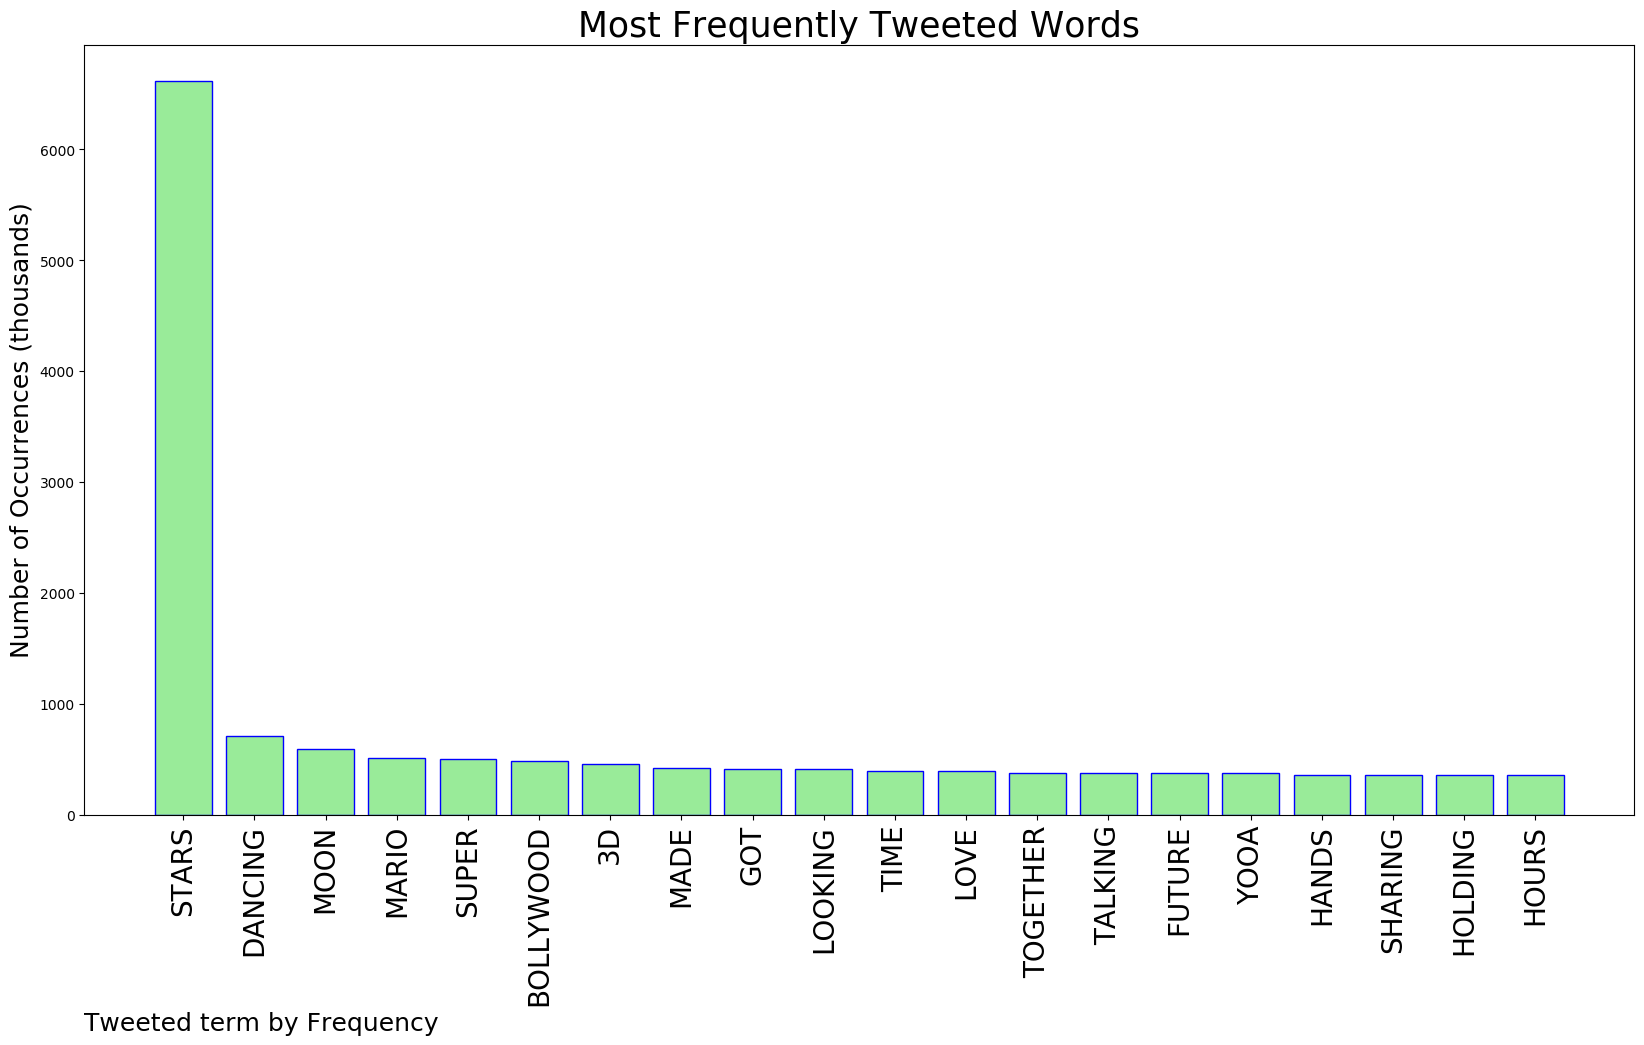 Most Frequently Tweeted Words
Number of Occurrences (thousands)
6000
5000
4000
3000
2000
1000
0
STARS
DANCING
MOON
MARIO
SUPER
BOLLYWOOD
3D
MADE
GOT
LOOKING
TIME
LOVE
TOGETHER
TALKING
FUTURE
YOOA
HANDS
SHARING
HOLDING
HOURS
Tweeted term by Frequency